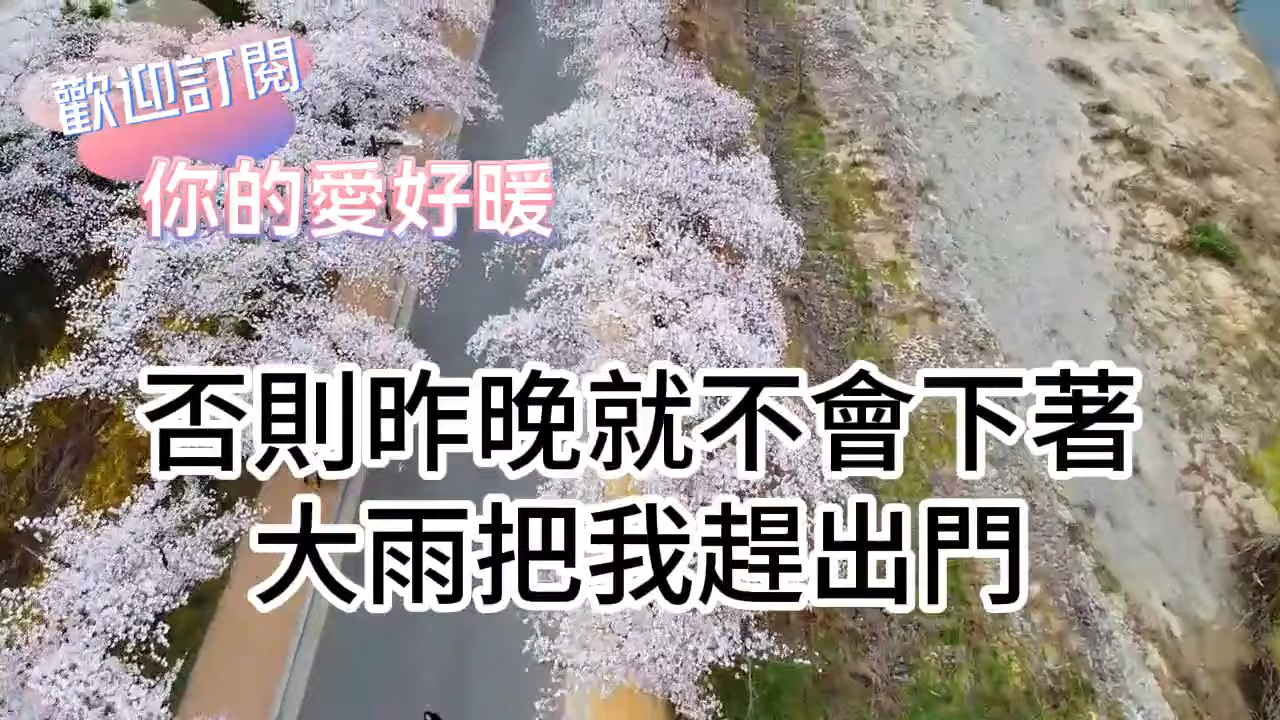 歡迎訂閱
你的愛好暖
否則昨晚就不會下著
大雨把我趕出門